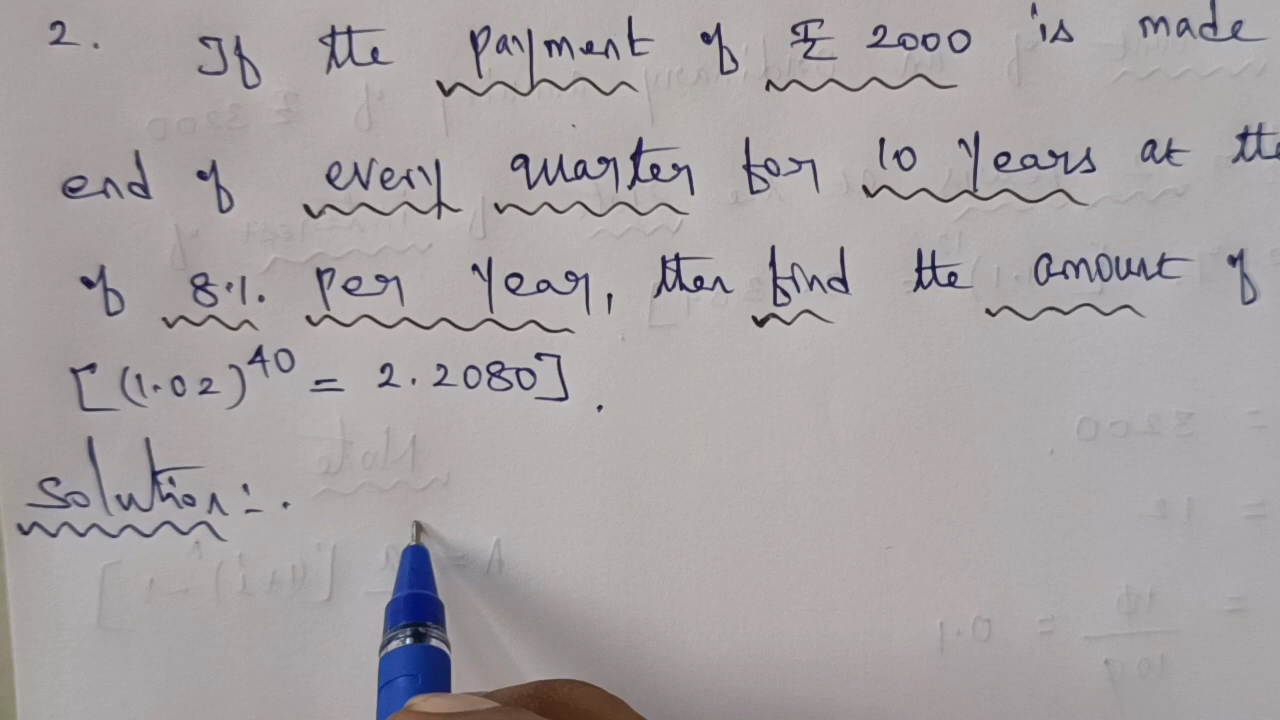 2. If the payment of ₹ 2000 is made
end of every quarter for 10 years at the
of 8%. per year, then find the amount of
[(1.02)^40 = 2.2080].
Solution:-.